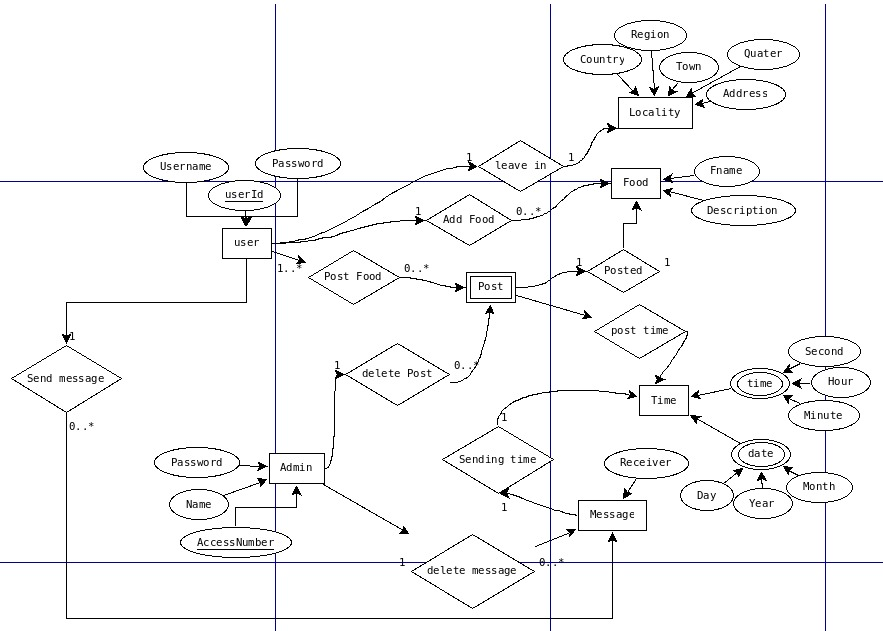 Region
Country
Quater
Town
Address
Locality
1
leave in
1
Username
Password
userId
Food
Fname
Description
1
Add Food
0..*
user
1..*
Post Food
0..*
Post
1
Posted
1
post time
1
Send message
0..*
1
delete Post
0..*
Time
time
Second
Hour
Minute
date
Day
Year
Month
1
Sending time
1
Password
Name
AccessNumber
Admin
Receiver
Message
1
delete message
0..*